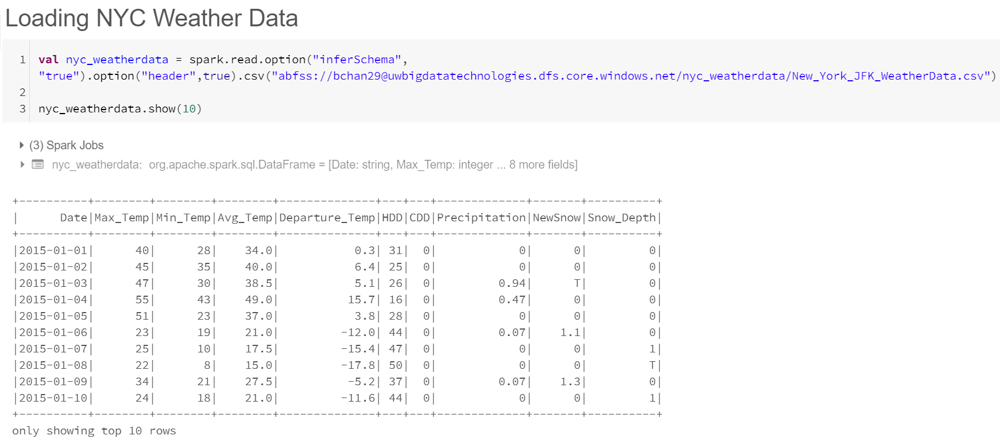 Loading NYC Weather Data
1 val nyc_weatherdata = spark.read.option("inferSchema",
"true").option("header",true).csv("abfss://bchan29@uwbigdatatechnologies.dfs.core.windows.net/nyc_weatherdata/New_York_JFK_WeatherData.csv")
2
3 nyc_weatherdata.show(10)
(3) Spark Jobs
nyc_weatherdata: org.apache.spark.sql.DataFrame = [Date: string, Max_Temp: integer ... 8 more fields]
+----------+--------+--------+--------+--------------+---+---+-------------+-------+----------+
|      Date|Max_Temp|Min_Temp|Avg_Temp|Departure_Temp|HDD|CDD|Precipitation|NewSnow|Snow_Depth|
+----------+--------+--------+--------+--------------+---+---+-------------+-------+----------+
|2015-01-01|      40|      28|    34.0|           0.3| 31|  0|            0|      0|         0|
|2015-01-02|      45|      35|    40.0|           6.4| 25|  0|            0|      0|         0|
|2015-01-03|      47|      30|    38.5|           5.1| 26|  0|         0.94|      T|         0|
|2015-01-04|      55|      43|    49.0|          15.7| 16|  0|         0.47|      0|         0|
|2015-01-05|      51|      23|    37.0|           3.8| 28|  0|            0|      0|         0|
|2015-01-06|      23|      19|    21.0|         -12.0| 44|  0|         0.07|    1.1|         0|
|2015-01-07|      25|      10|    17.5|         -15.4| 47|  0|            0|      0|         1|
|2015-01-08|      22|       8|    15.0|         -17.8| 50|  0|            0|      0|         T|
|2015-01-09|      34|      21|    27.5|          -5.2| 37|  0|         0.07|    1.3|         0|
|2015-01-10|      24|      18|    21.0|         -11.6| 44|  0|            0|      0|         1|
+----------+--------+--------+--------+--------------+---+---+-------------+-------+----------+
only showing top 10 rows